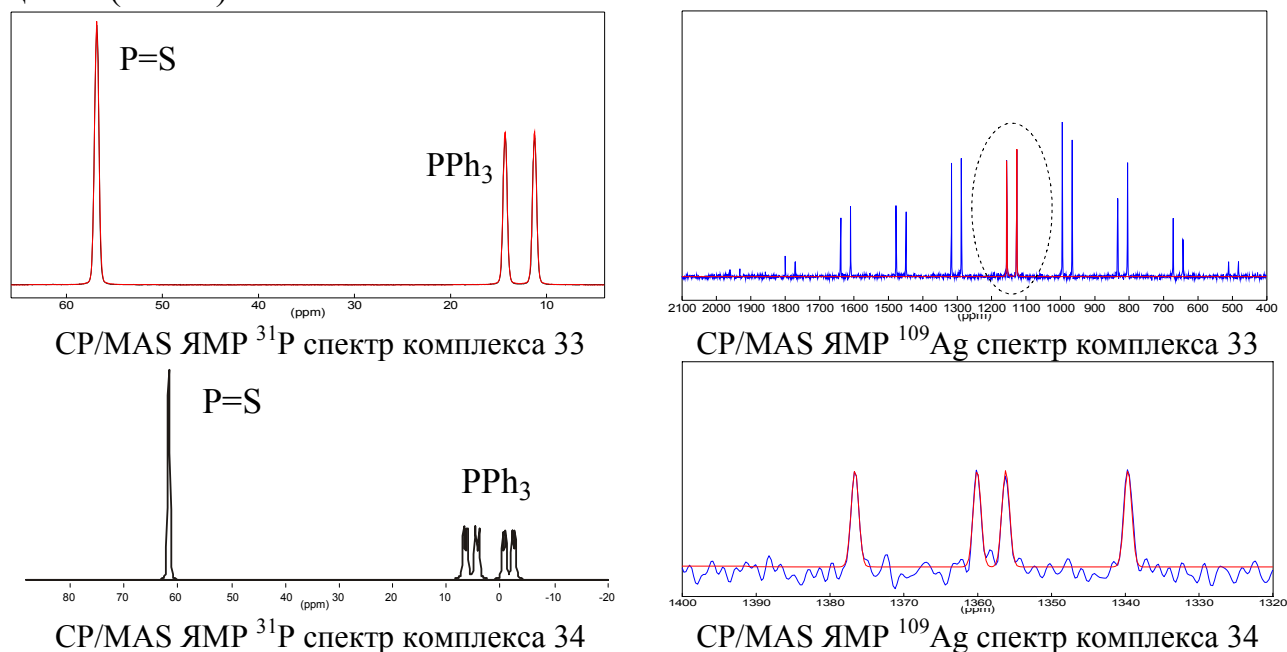 P=S
PPh3
60 50 40 30 20 10
(ppm)
CP/MAS ЯМР 31P спектр комплекса 33
2100 2000 1900 1800 1700 1600 1500 1400 1300 1200 1100 1000 900 800 700 600 500 400
(ppm)
CP/MAS ЯМР 109Ag спектр комплекса 33
P=S
PPh3
80 70 60 50 40 30 20 10 0 -10 -20
(ppm)
CP/MAS ЯМР 31P спектр комплекса 34
1400 1390 1380 1370 1360 1350 1340 1330 1320
(ppm)
CP/MAS ЯМР 109Ag спектр комплекса 34